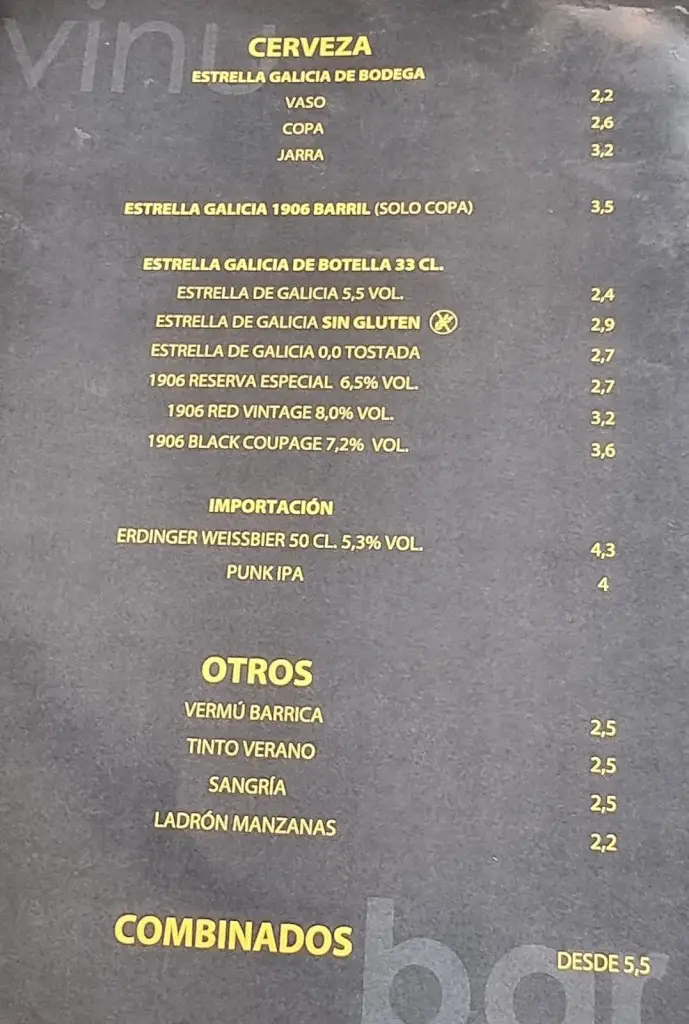 vinu
CERVEZA
ESTRELLA GALICIA DE BODEGA
VASO 2,2
COPA 2,6
JARRA 3,2
ESTRELLA GALICIA 1906 BARRIL (SOLO COPA) 3,5
ESTRELLA GALICIA DE BOTELLA 33 CL.
ESTRELLA DE GALICIA 5,5 VOL. 2,4
ESTRELLA DE GALICIA SIN GLUTEN 2,9
ESTRELLA DE GALICIA 0,0 TOSTADA 2,7
1906 RESERVA ESPECIAL 6,5% VOL. 2,7
1906 RED VINTAGE 8,0% VOL. 3,2
1906 BLACK COUPAGE 7,2% VOL. 3,6
IMPORTACIÓN
ERDINGER WEISSBIER 50 CL. 5,3% VOL. 4,3
PUNK IPA 4
OTROS
VERMÚ BARRICA 2,5
TINTO VERANO 2,5
SANGRÍA 2,5
LADRÓN MANZANAS 2,2
COMBINADOS DESDE 5,5
bar